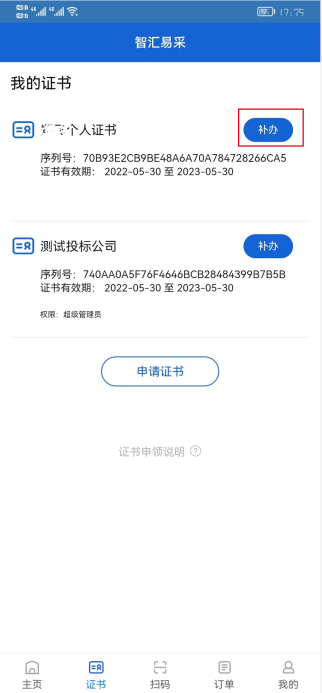 17:25
智汇易采
我的证书
个人证书
补办
序列号：70B93E2CB9BE48A6A70A784728266CA5
证书有效期： 2022-05-30 至 2023-05-30
测试投标公司
补办
序列号：740AA0A5F76F4646BCB28484399B7B5B
证书有效期： 2022-05-30 至 2023-05-30
权限：超级管理员
申请证书
证书申领说明 ?
主页 证书 扫码 订单 我的